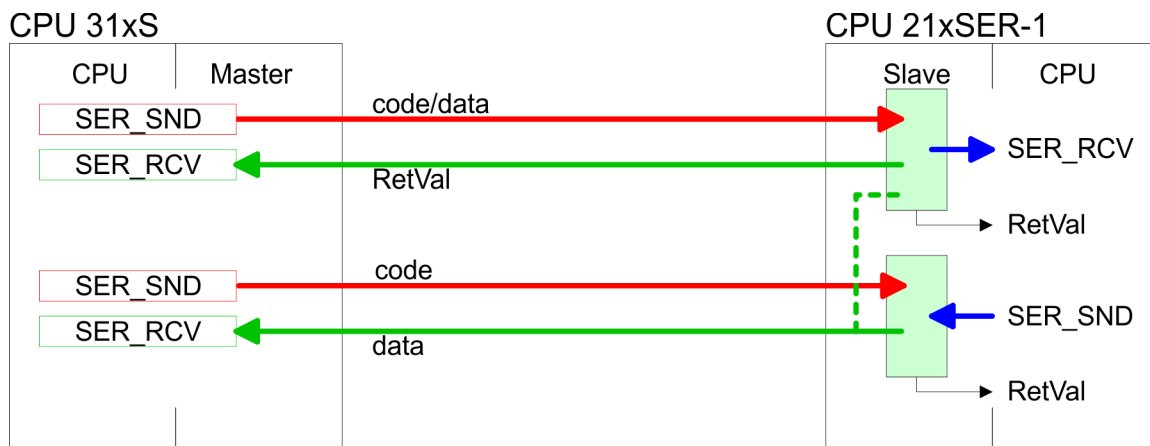 CPU 31xS
CPU 21xSER-1
CPU
Master
Slave
CPU
SER_SND
code/data
SER_RCV
SER_RCV
RetVal
RetVal
SER_SND
code
SER_SND
SER_RCV
data
RetVal